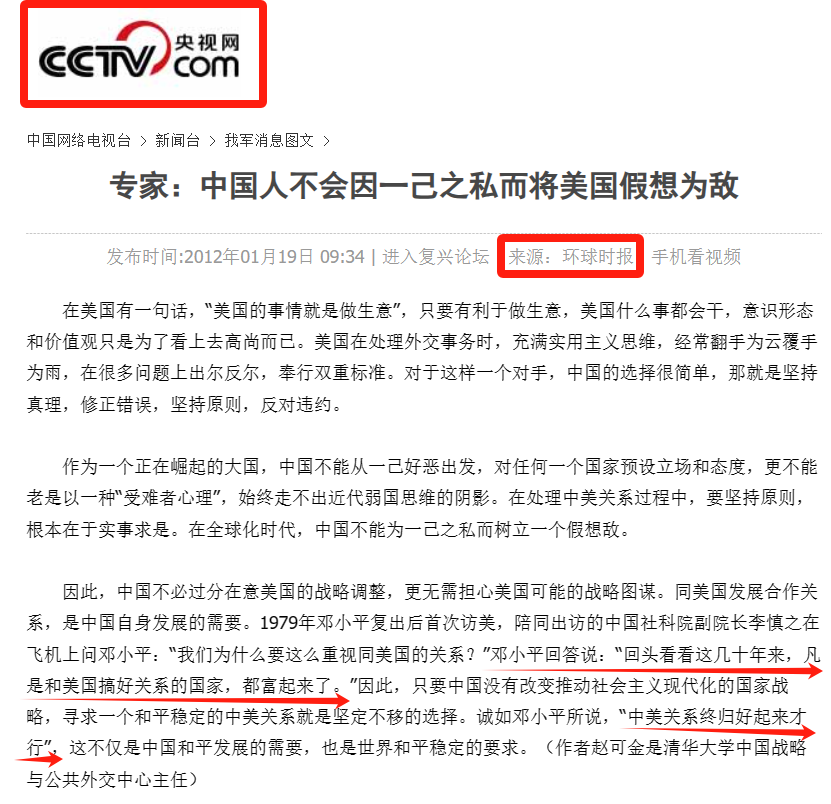 CCTV 央视网
com
中国网络电视台 > 新闻台 > 我军消息图文 >
专家：中国人不会因一己之私而将美国假想为敌
发布时间:2012年01月19日 09:34 | 进入复兴论坛 来源：环球时报 手机看视频
在美国有一句话，“美国的事情就是做生意”，只要有利于做生意，美国什么事都会干，意识形态
和价值观只是为了看上去高尚而已。美国在处理外交事务时，充满实用主义思维，经常翻手为云覆手
为雨，在很多问题上出尔反尔，奉行双重标准。对于这样一个对手，中国的选择很简单，那就是坚持
真理，修正错误，坚持原则，反对违约。
作为一个正在崛起的大国，中国不能从一己好恶出发，对任何一个国家预设立场和态度，更不能
老是以一种“受难者心理”，始终走不出近代弱国思维的阴影。在处理中美关系过程中，要坚持原则，
根本在于实事求是。在全球化时代，中国不能为一己之私而树立一个假想敌。
因此，中国不必过分在意美国的战略调整，更无需担心美国可能的战略图谋。同美国发展合作关
系，是中国自身发展的需要。1979年邓小平复出后首次访美，陪同出访的中国社科院副院长李慎之在
飞机上问邓小平：“我们为什么要这么重视同美国的关系？”邓小平回答说：“回头看看这几十年来，凡
是和美国搞好关系的国家，都富起来了。”因此，只要中国没有改变推动社会主义现代化的国家战
略，寻求一个和平稳定的中美关系就是坚定不移的选择。诚如邓小平所说，“中美关系终归好起来才
行”，这不仅是中国和平发展的需要，也是世界和平稳定的要求。（作者赵可金是清华大学中国战略
与公共外交中心主任）